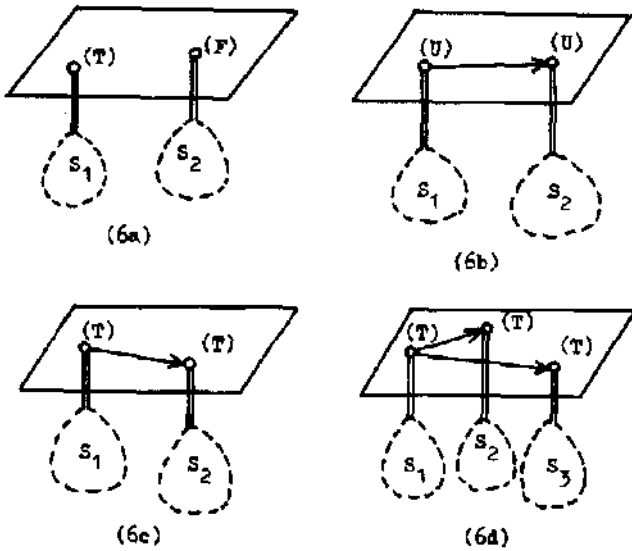 (T) (F)
S1 S2
(6a)
(U) (U)
S1 S2
(6b)
(T) (T)
S1 S2
(6c)
(T) (T) (T)
S1 S2 S3
(6d)